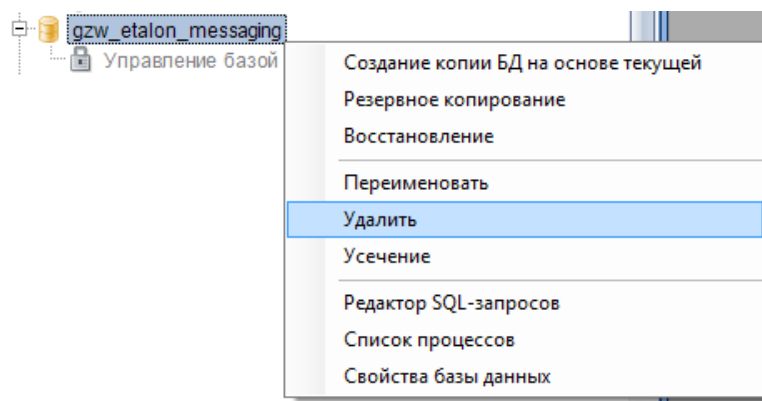 gzw_etalon_messaging
Управление базой
Создание копии БД на основе текущей
Резервное копирование
Восстановление
Переименовать
Удалить
Усечение
Редактор SQL-запросов
Список процессов
Свойства базы данных